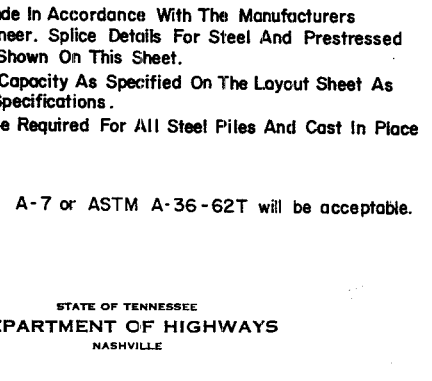 de In Accordance With The Manufacturers
neer. Splice Details For Steel And Prestressed
Shown On This Sheet.
Capacity As Specified On The Layout Sheet As
Specifications.
e Required For All Steel Piles And Cast In Place
A-7 or ASTM A-36-62T will be acceptable.
STATE OF TENNESSEE
EPARTMENT OF HIGHWAYS
NASHVILLE